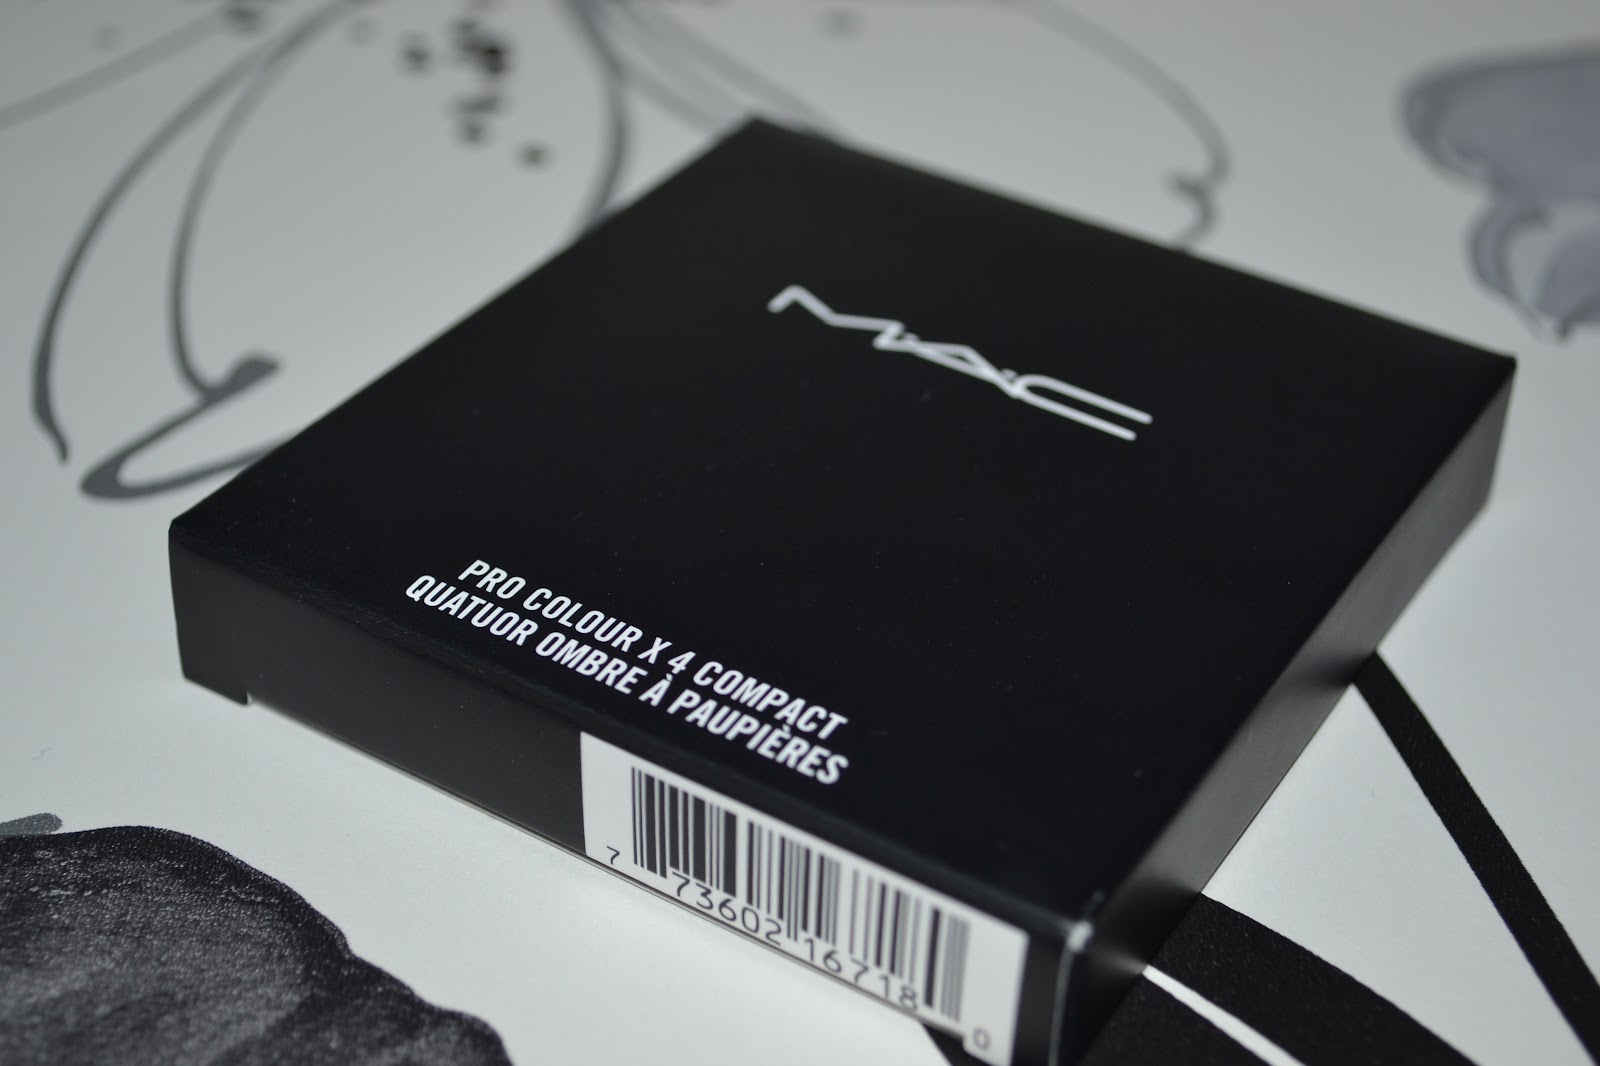 MAC
PRO COLOUR X 4 COMPACT
QUATUOR OMBRE À PAUPIÈRES
7 73602 16718 0